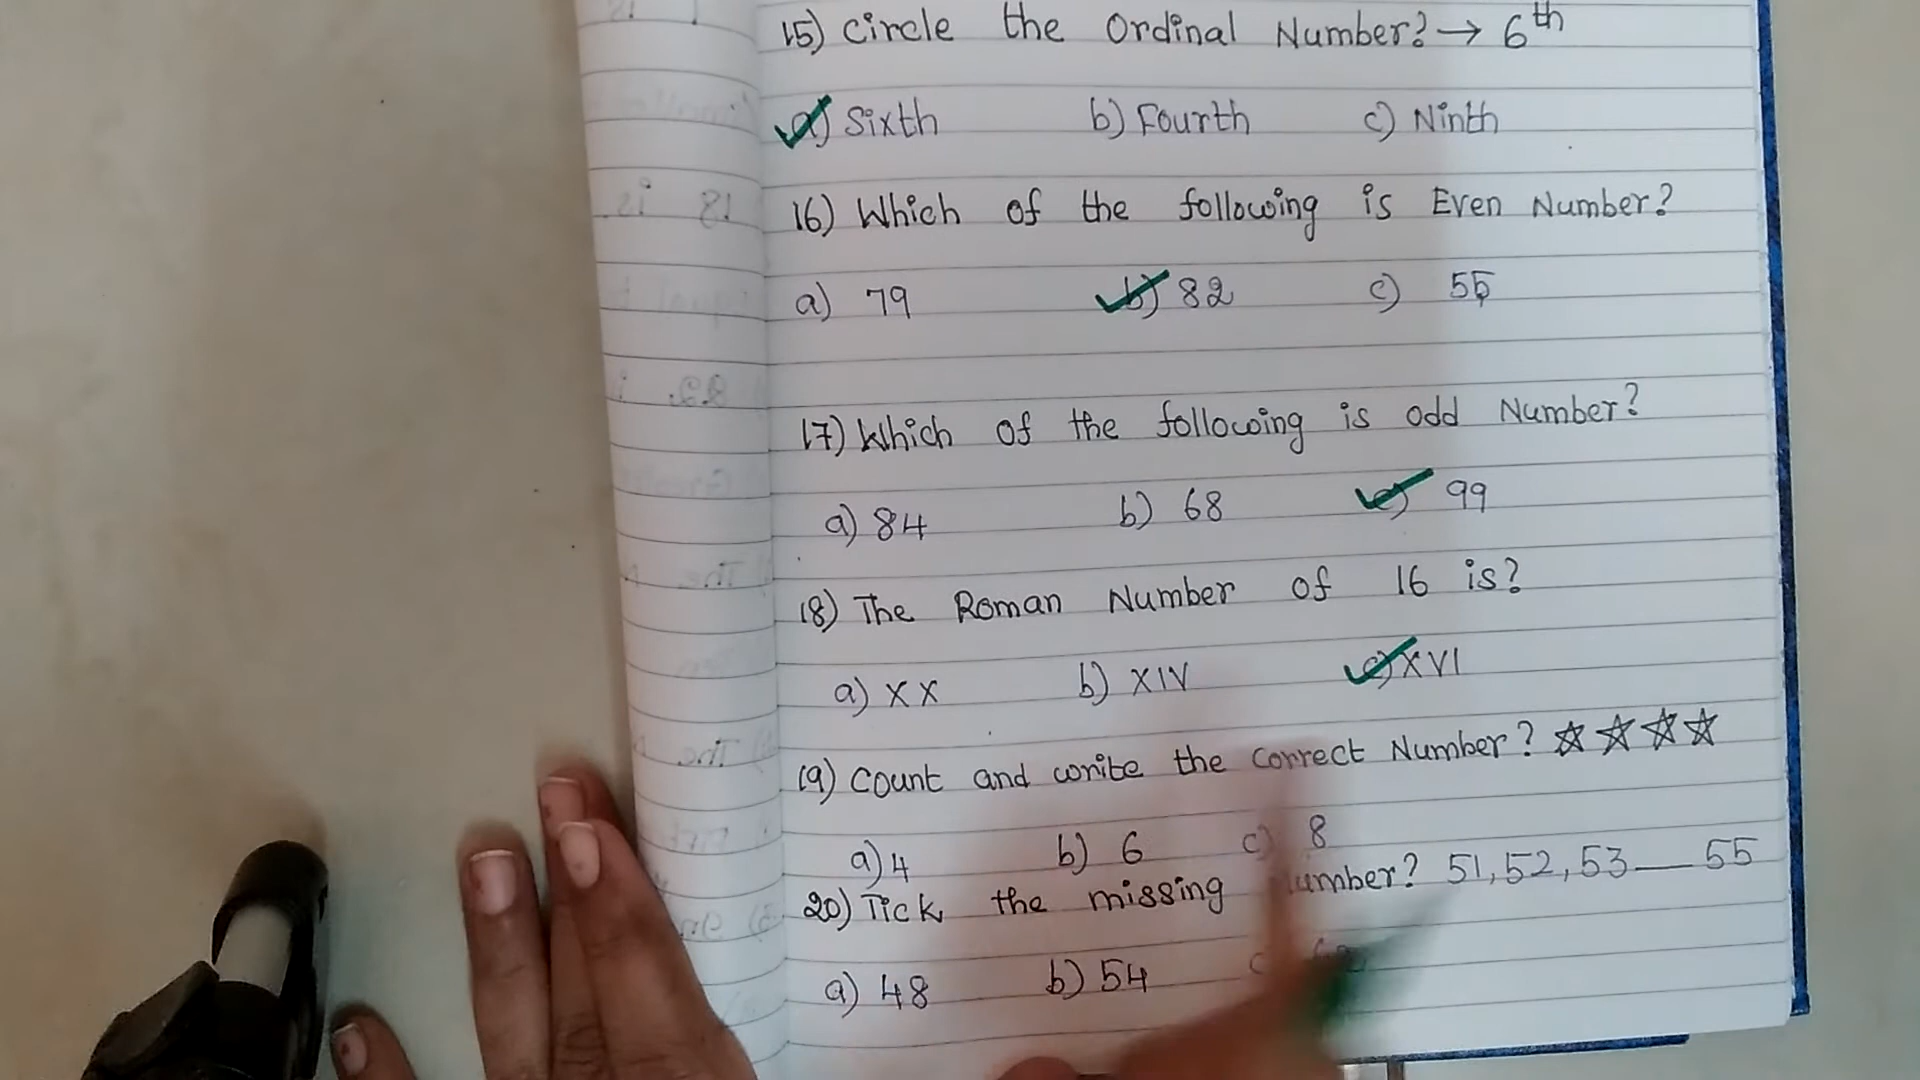 15) Circle the Ordinal Number? → 6th
a) Sixth b) Fourth c) Ninth
16) Which of the following is Even Number?
a) 79 b) 82 c) 55
17) Which of the following is odd Number?
a) 84 b) 68 c) 99
18) The Roman Number of 16 is?
a) XX b) XIV c) XVI
19) Count and write the Correct Number? ☆ ☆ ☆ ☆
a) 4 b) 6 c) 8
20) Tick the missing Number? 51, 52, 53 __ 55
a) 48 b) 54 c)